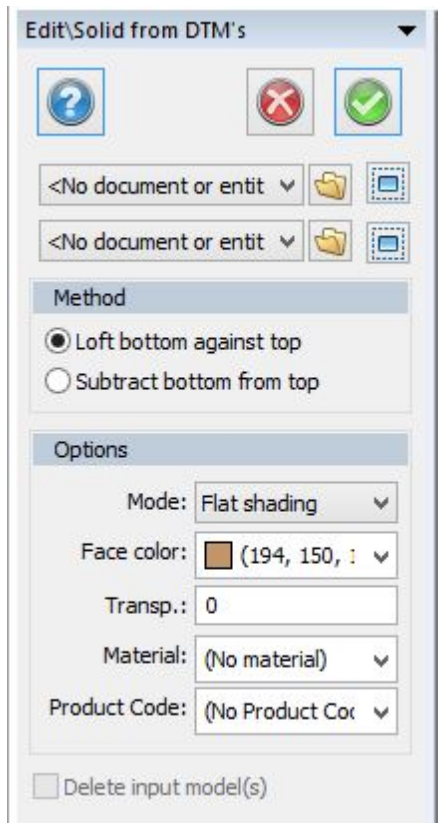 Edit\Solid from DTM's
<No document or entit
<No document or entit
Method
Loft bottom against top
Subtract bottom from top
Options
Mode: Flat shading
Face color: (194, 150, 1
Transp.: 0
Material: (No material)
Product Code: (No Product Coc
Delete input model(s)